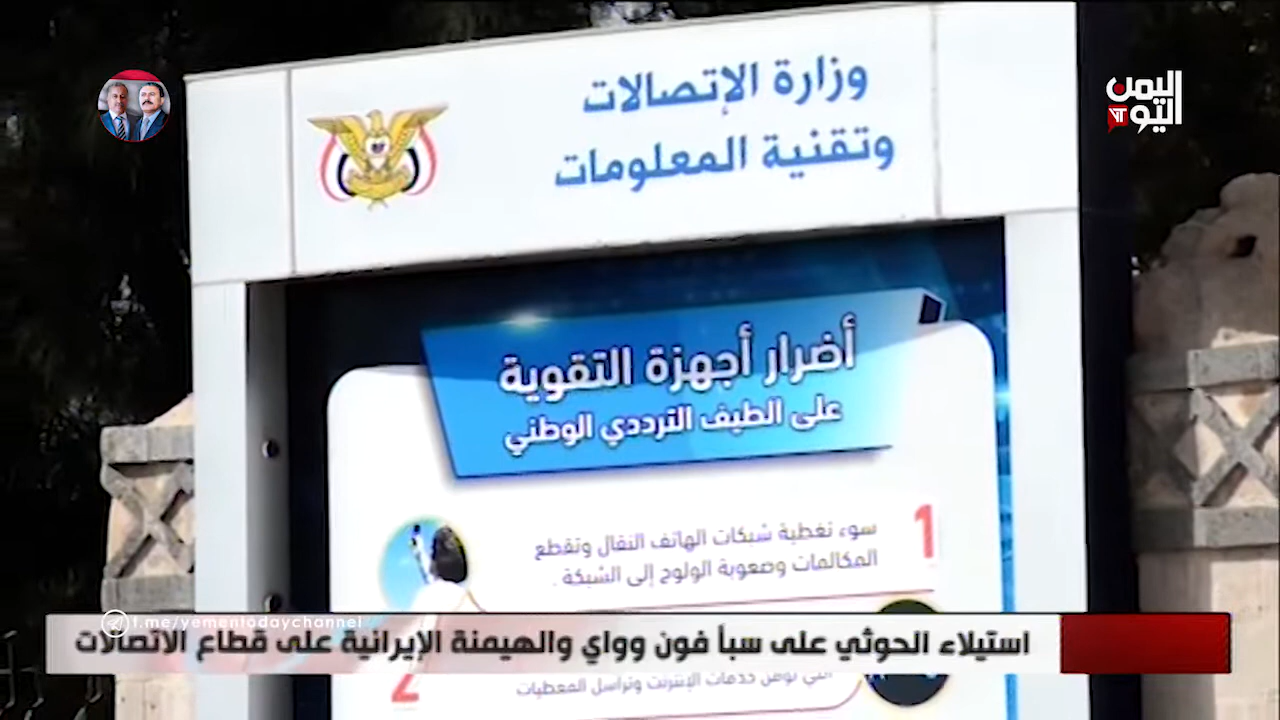 وزارة الإتصالات
وتقنية المعلومات
اليمن
اليوم
أضرار أجهزة التقوية
على الطيف الترددي الوطني
1
سوء تغطية شبكات الهاتف النقال وتقطع
المكالمات وصعوبة الولوج إلى الشبكة .
t.me/yementodaychannel
استيلاء الحوثي على سبأ فون وواي والهيمنة الإيرانية على قطاع الاتصالات
2
التي تؤمن خدمات الإنترنت وتراسل المعطيات